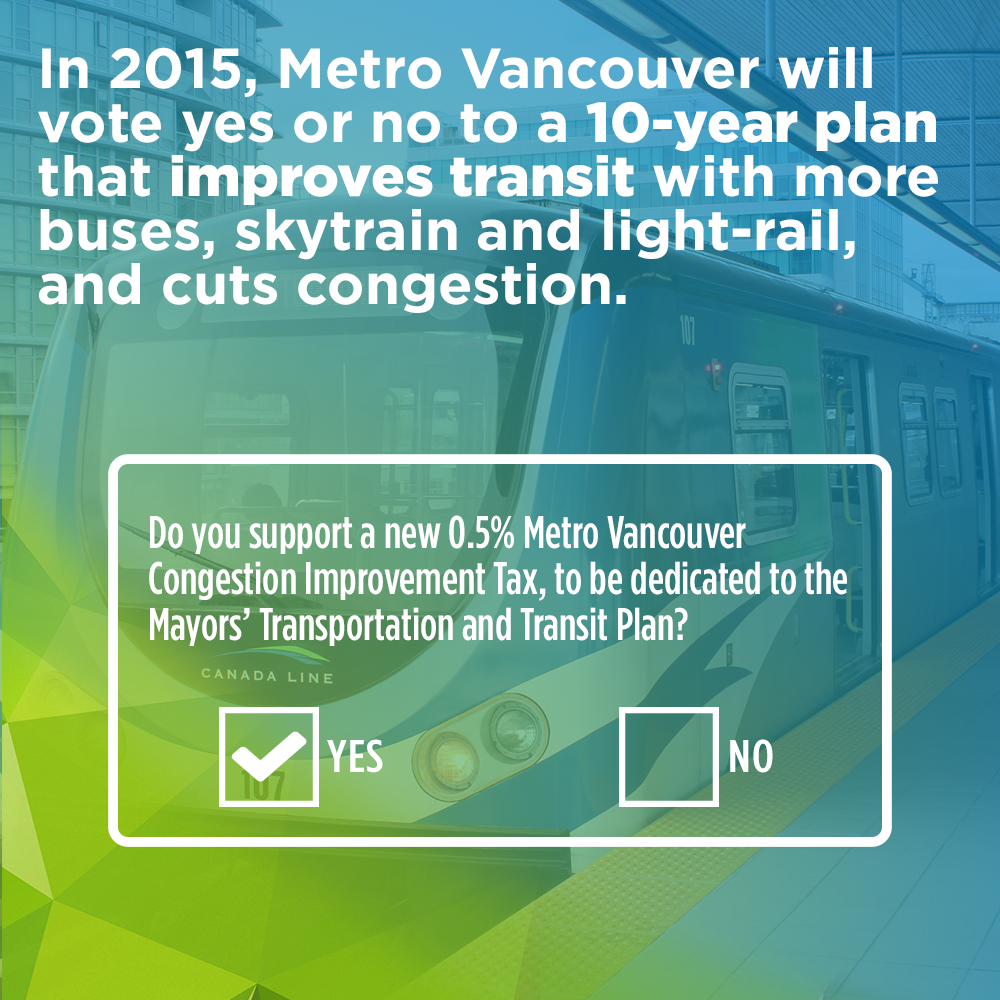 In 2015, Metro Vancouver will
vote yes or no to a 10-year plan
that improves transit with more
buses, skytrain and light-rail,
and cuts congestion.
107
Do you support a new 0.5% Metro Vancouver
Congestion Improvement Tax, to be dedicated to the
Mayors’ Transportation and Transit Plan?
CANADA LINE
YES
NO
107